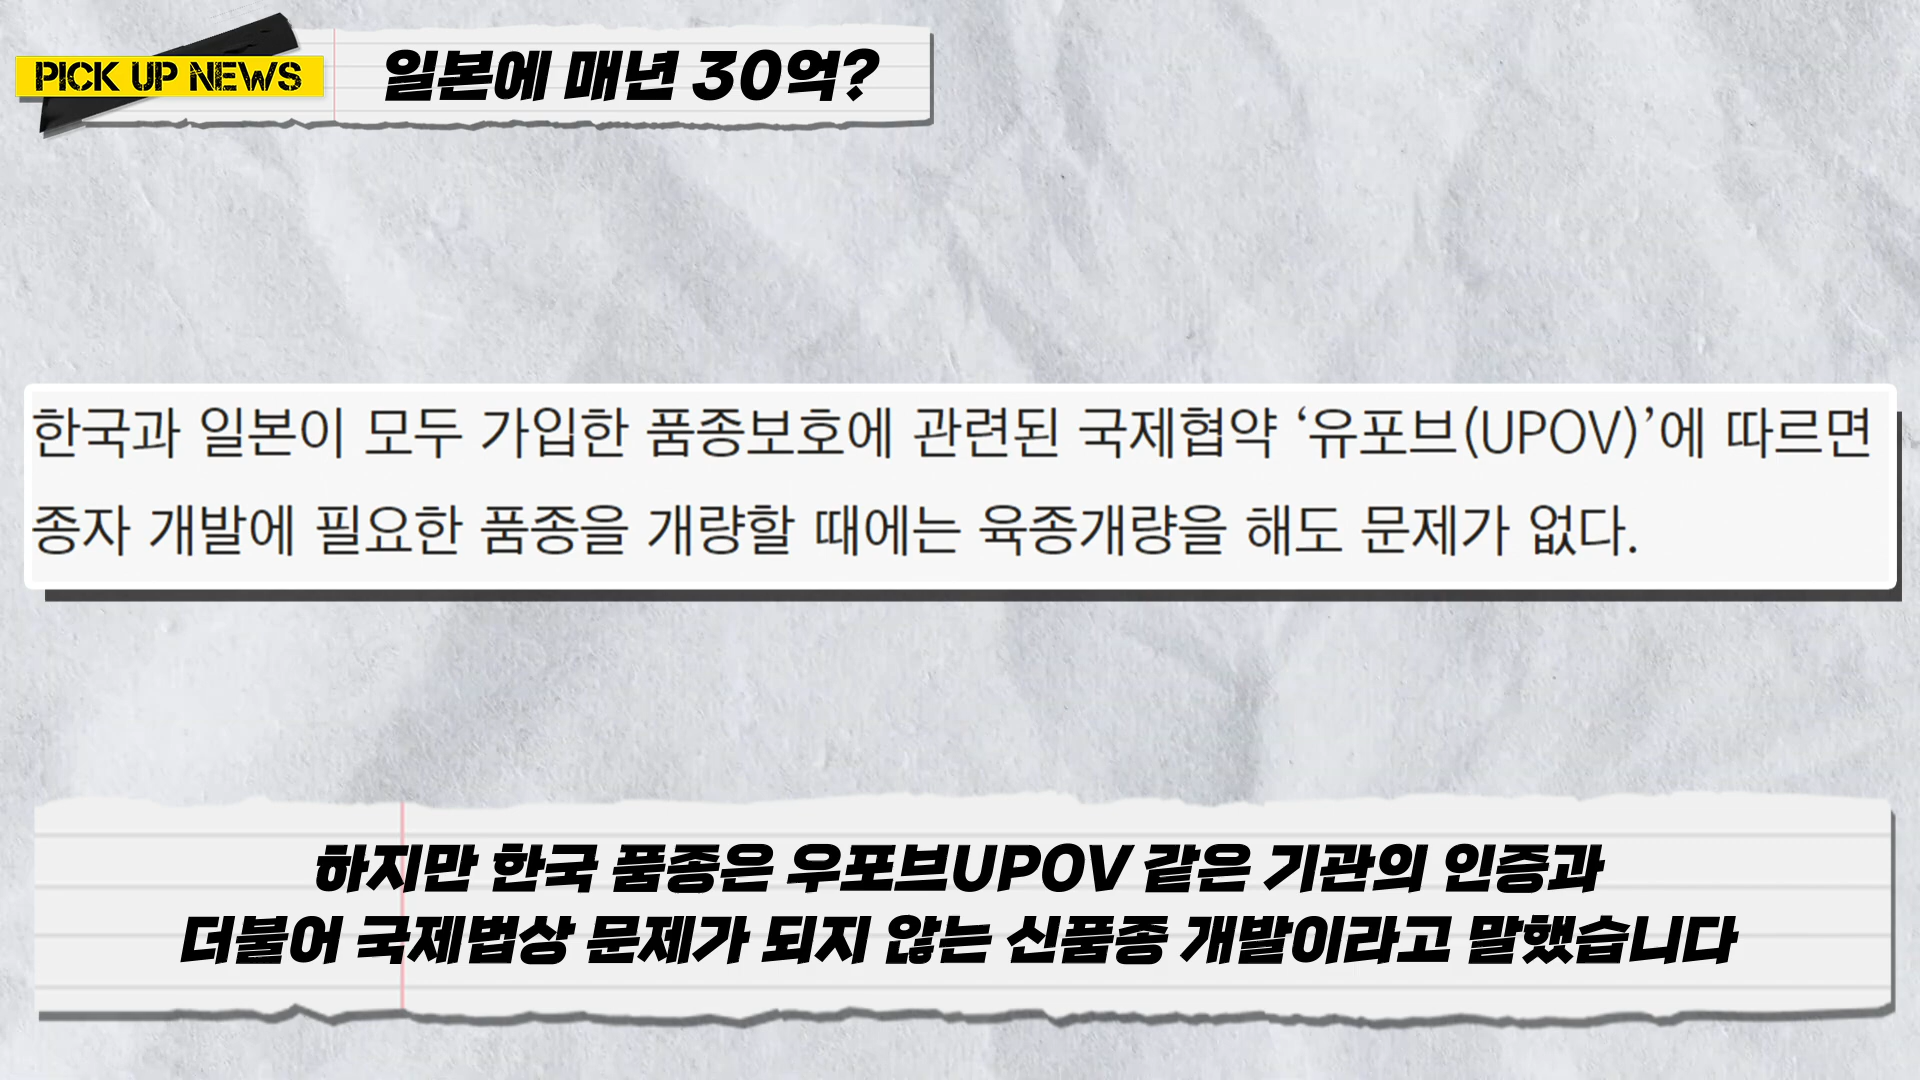 PICK UP NEWS
일본에 매년 30억?
한국과 일본이 모두 가입한 품종보호에 관련된 국제협약 ‘유포브(UPOV)’에 따르면
종자 개발에 필요한 품종을 개량할 때에는 육종개량을 해도 문제가 없다.
하지만 한국 품종은 우포브UPOV 같은 기관의 인증과
더불어 국제법상 문제가 되지 않는 신품종 개발이라고 말했습니다